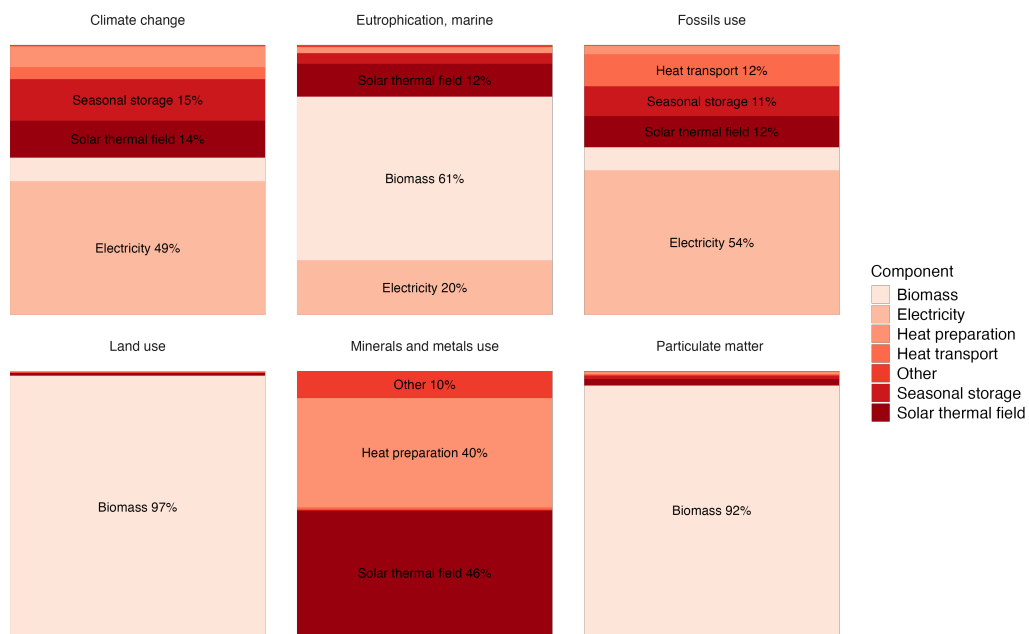 Climate change
Eutrophication, marine
Fossils use
Seasonal storage 15%
Solar thermal field 14%
Electricity 49%
Solar thermal field 12%
Biomass 61%
Electricity 20%
Heat transport 12%
Seasonal storage 11%
Solar thermal field 12%
Electricity 54%
Land use
Minerals and metals use
Particulate matter
Biomass 97%
Other 10%
Heat preparation 40%
Solar thermal field 46%
Biomass 92%
Component
Biomass
Electricity
Heat preparation
Heat transport
Other
Seasonal storage
Solar thermal field